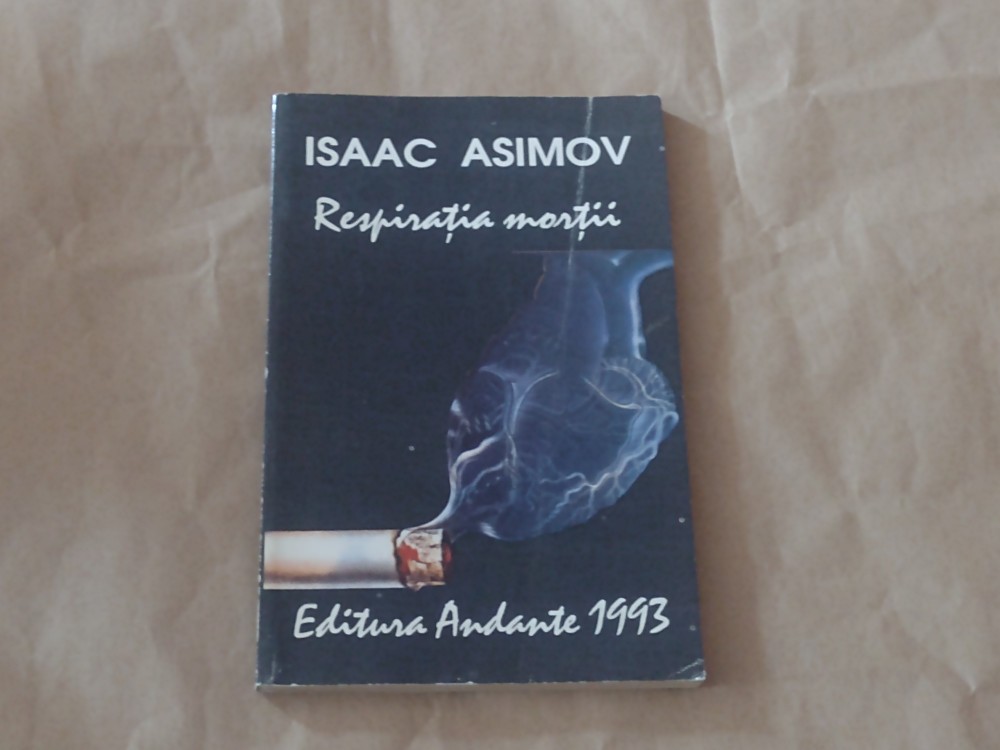 ISAAC ASIMOV
Respirația morții
Editura Andante 1993